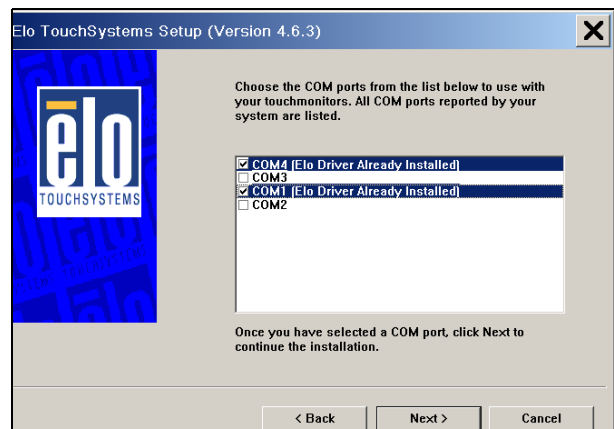 Elo TouchSystems Setup (Version 4.6.3)
Choose the COM ports from the list below to use with
your touchmonitors. All COM ports reported by your
system are listed.
ēlo
TOUCHSYSTEMS
COM4 (Elo Driver Already Installed)
COM3
COM1 (Elo Driver Already Installed)
COM2
Once you have selected a COM port, click Next to
continue the installation.
< Back
Next >
Cancel